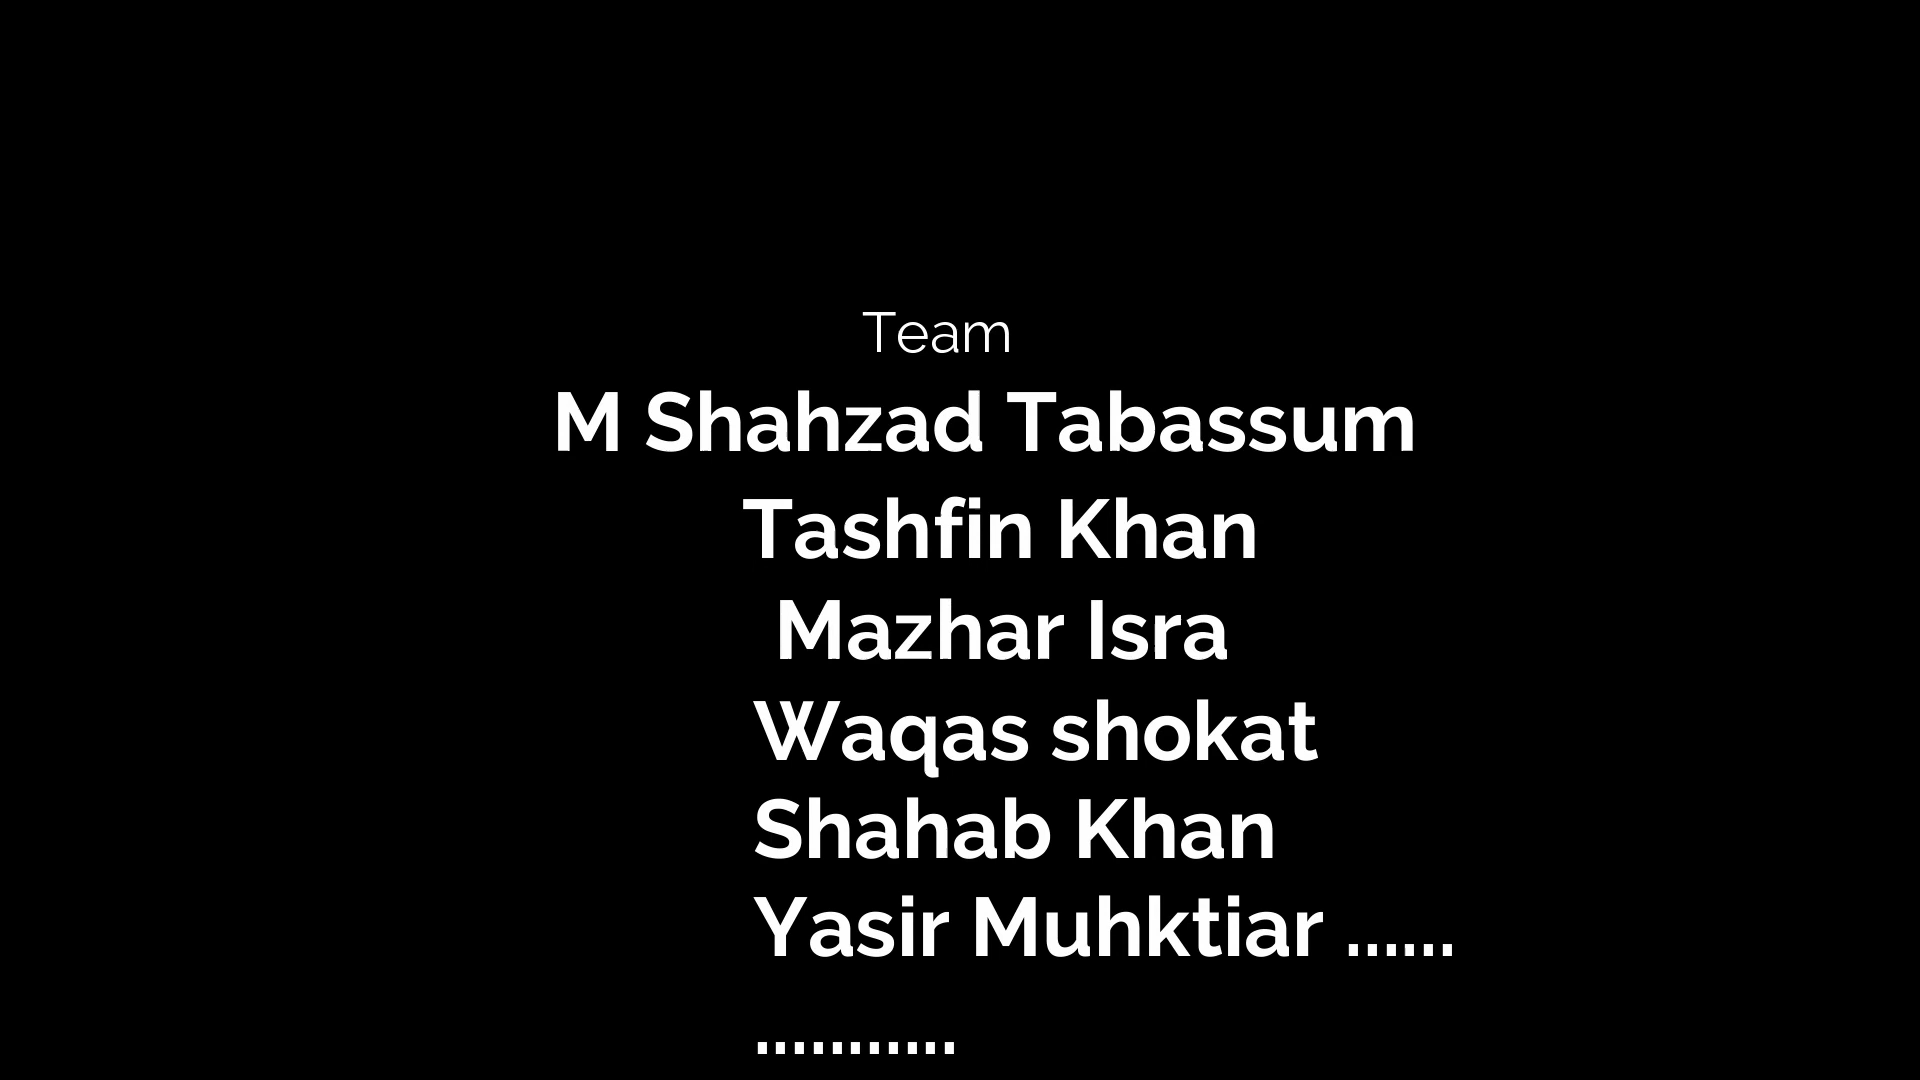 Team
M Shahzad Tabassum
Tashfin Khan
Mazhar Isra
Waqas shokat
Shahab Khan
Yasir Muhktiar ......
...........